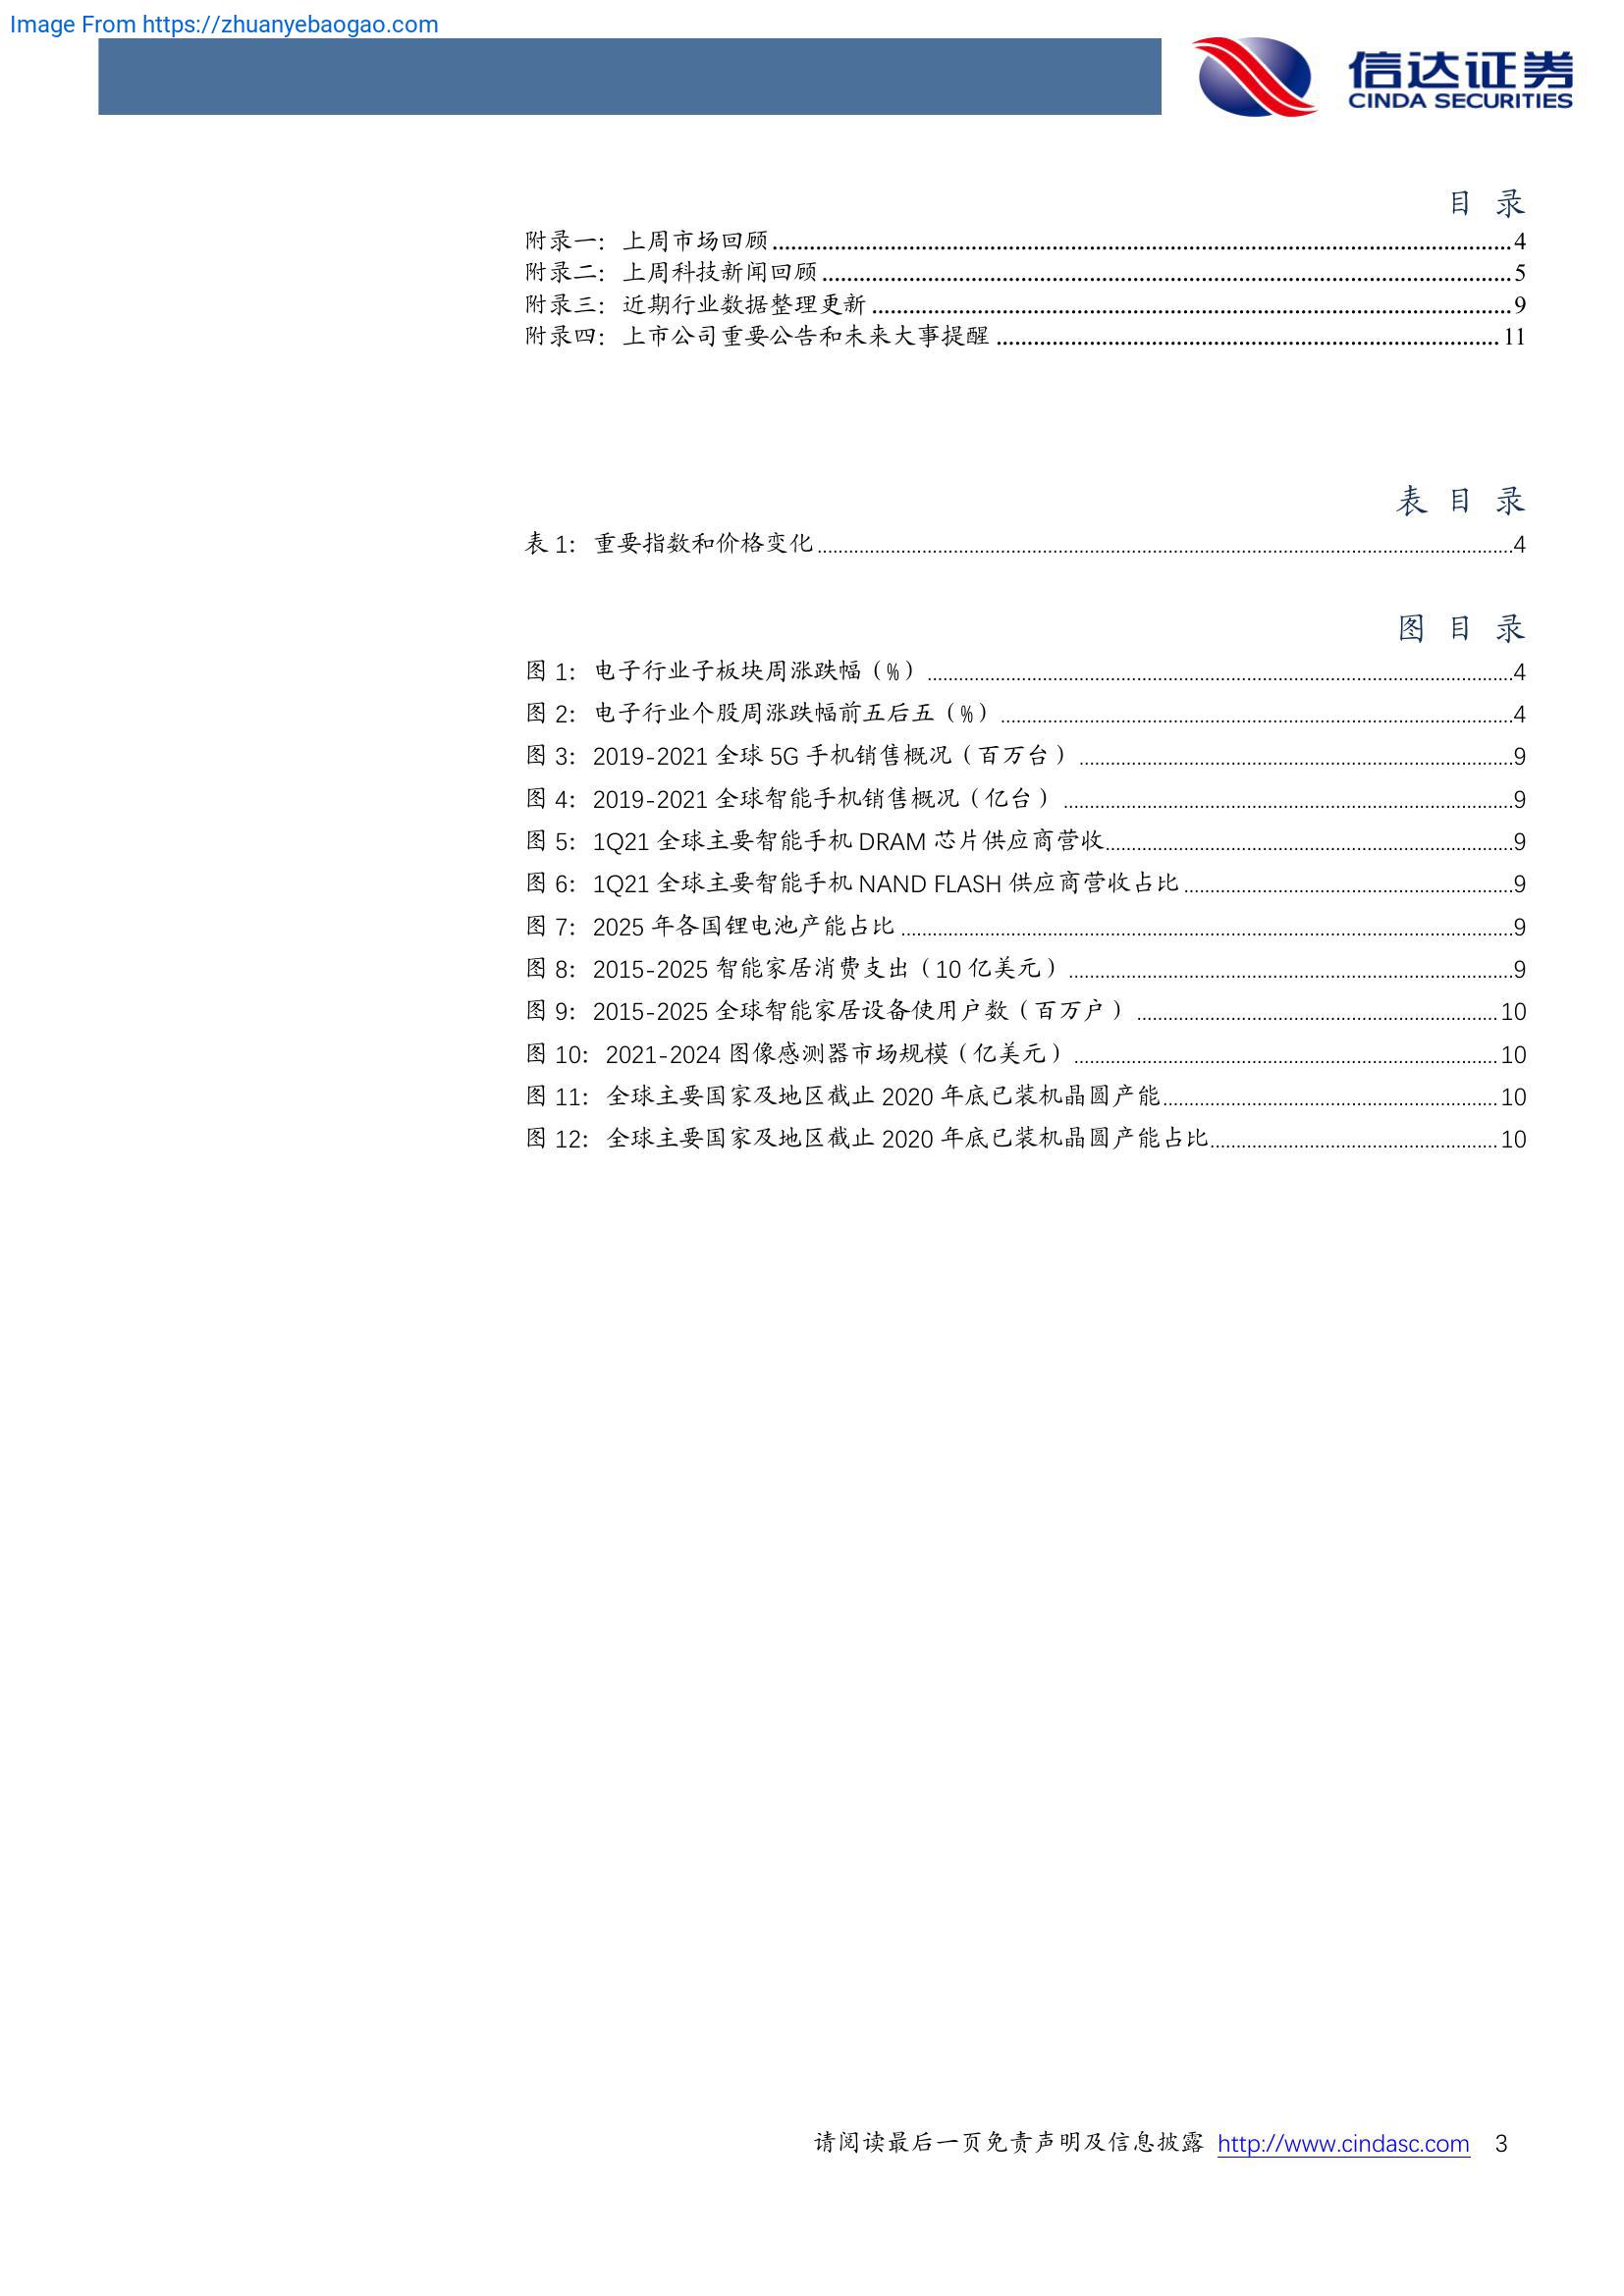 Image From https://zhuanyebaogao.com
信达证券
CINDA SECURITIES
目 录
附录一：上周市场回顾 4
附录二：上周科技新闻回顾 5
附录三：近期行业数据整理更新 9
附录四：上市公司重要公告和未来大事提醒 11
表 目 录
表 1：重要指数和价格变化 4
图 目 录
图 1：电子行业子板块周涨跌幅（%） 4
图 2：电子行业个股周涨跌幅前五后五（%） 4
图 3：2019-2021 全球 5G 手机销售概况（百万台） 9
图 4：2019-2021 全球智能手机销售概况（亿台） 9
图 5：1Q21 全球主要智能手机 DRAM 芯片供应商营收 9
图 6：1Q21 全球主要智能手机 NAND FLASH 供应商营收占比 9
图 7：2025 年各国锂电池产能占比 9
图 8：2015-2025 智能家居消费支出（10 亿美元） 9
图 9：2015-2025 全球智能家居设备使用户数（百万户） 10
图 10：2021-2024 图像感测器市场规模（亿美元） 10
图 11：全球主要国家及地区截止 2020 年底已装机晶圆产能 10
图 12：全球主要国家及地区截止 2020 年底已装机晶圆产能占比 10
请阅读最后一页免责声明及信息披露 http://www.cindasc.com 3